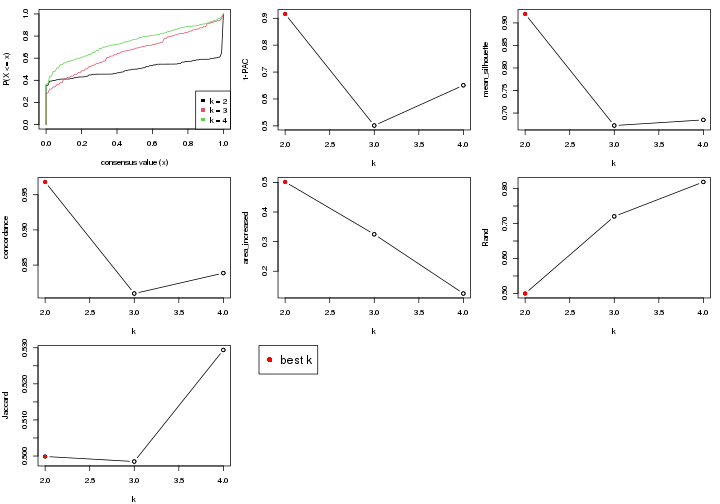 P(X <= x)
0.0 0.2 0.4 0.6 0.8 1.0
k = 2
k = 3
k = 4
0.0 0.2 0.4 0.6 0.8 1.0
consensus value (x)
1-PAC
0.5 0.6 0.7 0.8 0.9
2.0 2.5 3.0 3.5 4.0
k
mean_silhouette
0.70 0.75 0.80 0.85 0.90
2.0 2.5 3.0 3.5 4.0
k
concordance
0.85 0.90 0.95
2.0 2.5 3.0 3.5 4.0
k
area_increased
0.2 0.3 0.4 0.5
2.0 2.5 3.0 3.5 4.0
k
Rand
0.50 0.60 0.70 0.80
2.0 2.5 3.0 3.5 4.0
k
Jaccard
0.500 0.510 0.520 0.530
2.0 2.5 3.0 3.5 4.0
k
best k